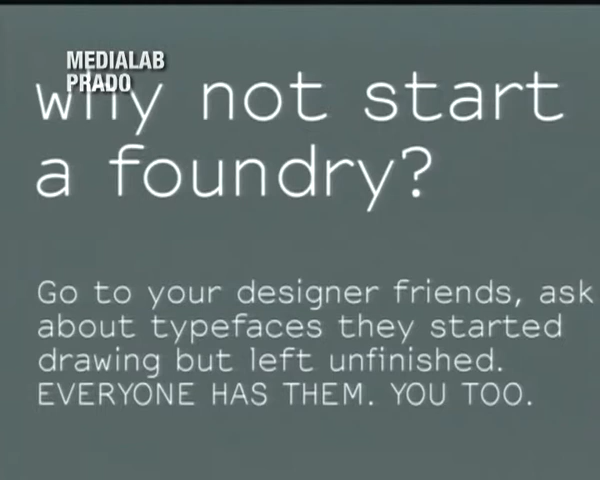 MEDIALAB
PRADO
why not start
a foundry?
Go to your designer friends, ask
about typefaces they started
drawing but left unfinished.
EVERYONE HAS THEM. YOU TOO.